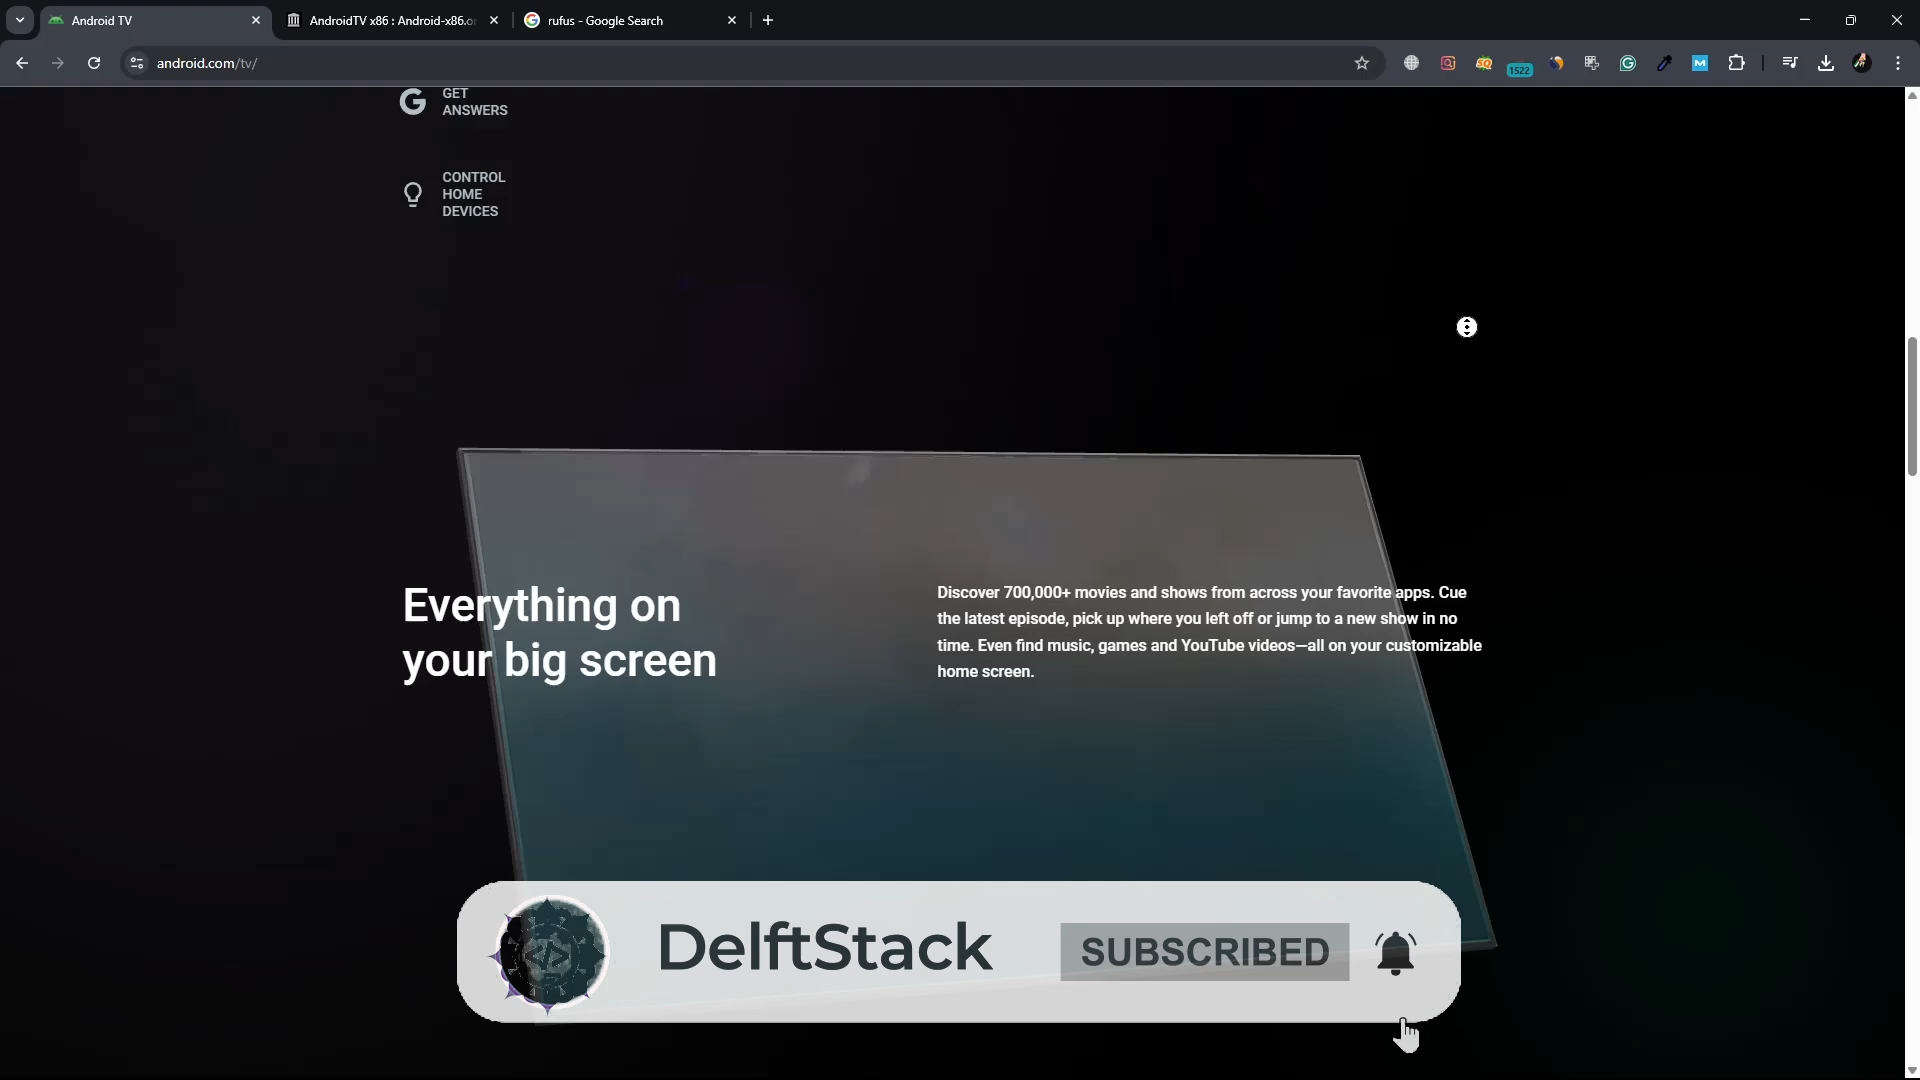 Android TV
AndroidTV x86 : Android-x86.or
rufus - Google Search
android.com/tv/
1522
GET
ANSWERS
CONTROL
HOME
DEVICES
Everything on
your big screen
Discover 700,000+ movies and shows from across your favorite apps. Cue
the latest episode, pick up where you left off or jump to a new show in no
time. Even find music, games and YouTube videos—all on your customizable
home screen.
DelftStack
SUBSCRIBED